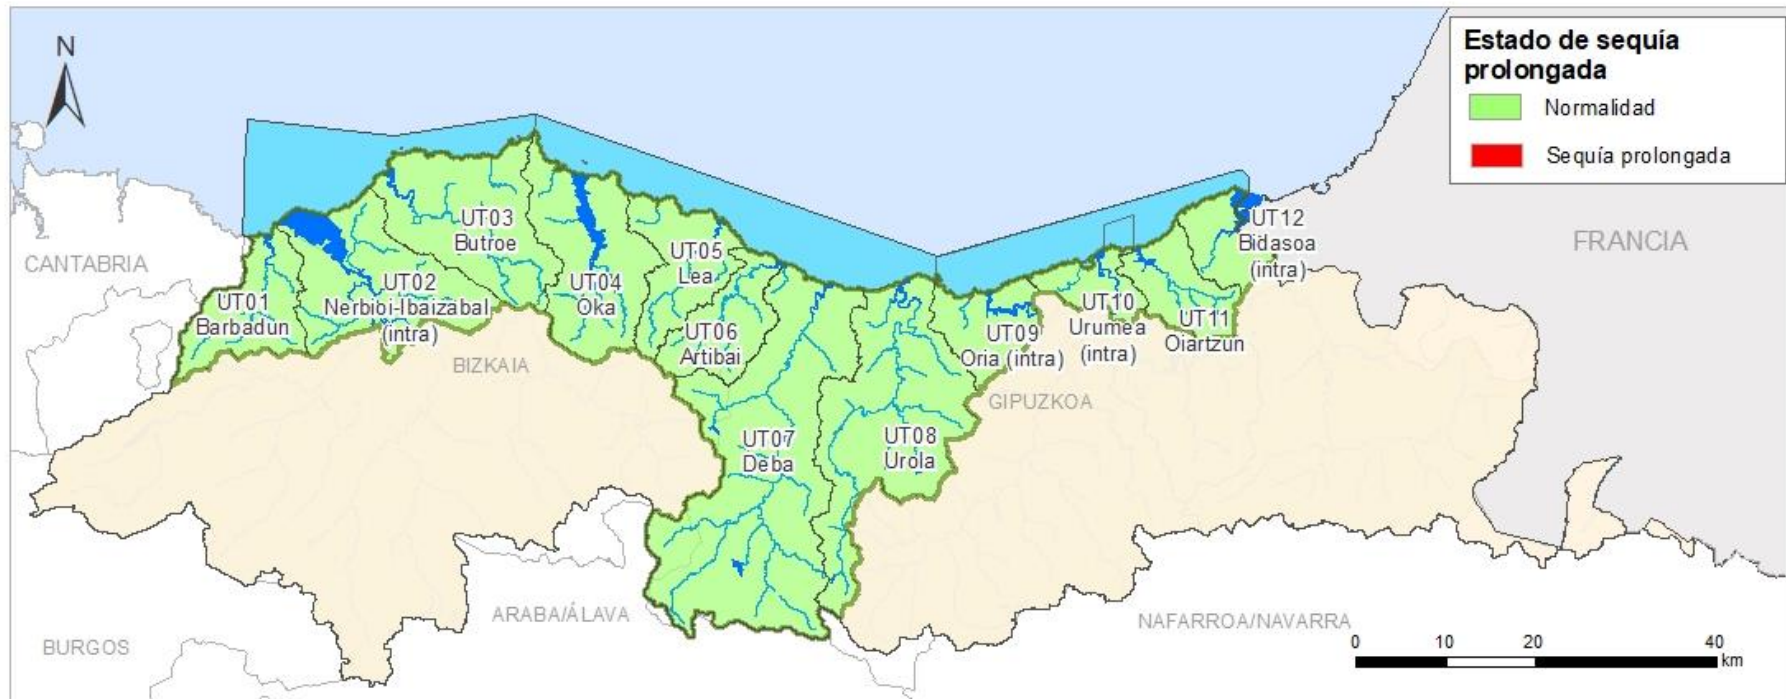 N
Estado de sequía
prolongada
Normalidad
Sequía prolongada
CANTABRIA
UT01
Barbadun
UT02
Nerbioi-Ibaizabal
(intra)
UT03
Butroe
UT04
Oka
UT05
Lea
UT06
Artibai
UT07
Deba
UT08
Urola
UT09
Oria (intra)
UT10
Urumea
(intra)
UT11
Oiartzun
UT12
Bidasoa
(intra)
FRANCIA
BIZKAIA
GIPUZKOA
ARABA/ÁLAVA
BURGOS
NAFARROA/NAVARRA
0 10 20 40
km